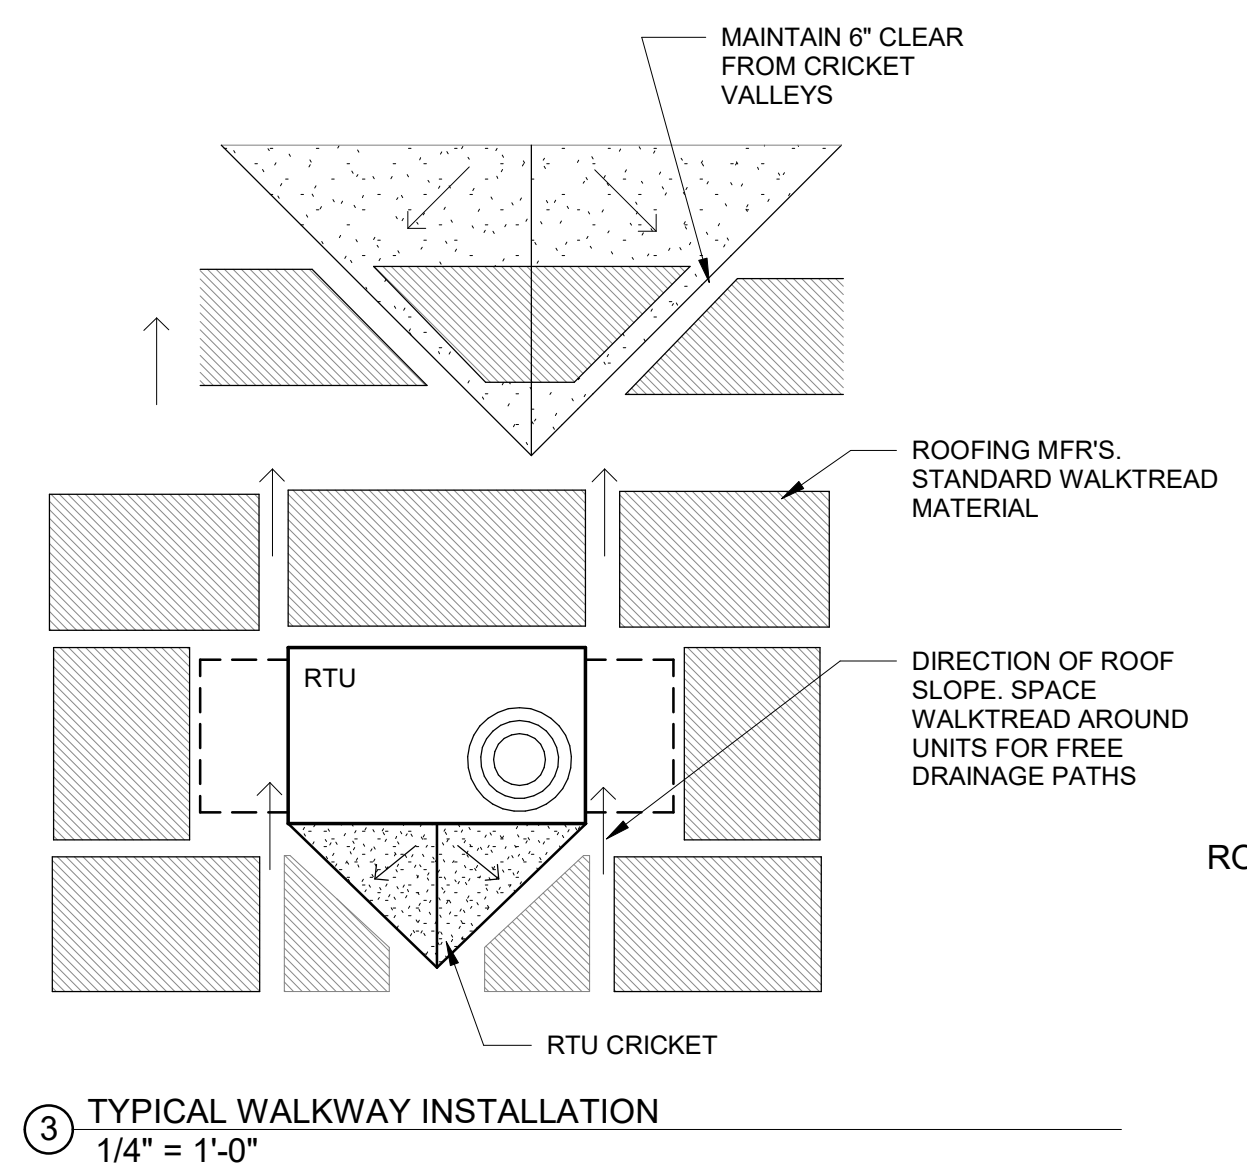 MAINTAIN 6" CLEAR
FROM CRICKET
VALLEYS
ROOFING MFR'S.
STANDARD WALKTREAD
MATERIAL
RTU
DIRECTION OF ROOF
SLOPE. SPACE
WALKTREAD AROUND
UNITS FOR FREE
DRAINAGE PATHS
RTU CRICKET
3 TYPICAL WALKWAY INSTALLATION
1/4" = 1'-0"